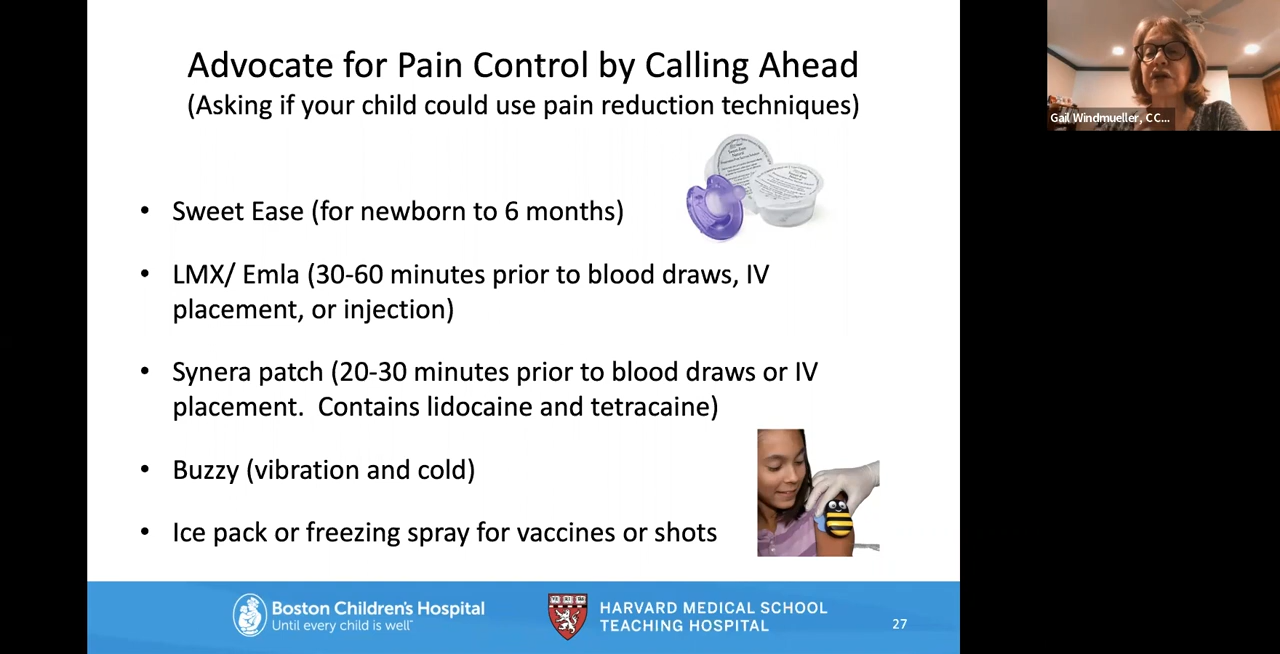 Advocate for Pain Control by Calling Ahead
(Asking if your child could use pain reduction techniques)
• Sweet Ease (for newborn to 6 months)
• LMX/ Emla (30-60 minutes prior to blood draws, IV
placement, or injection)
• Synera patch (20-30 minutes prior to blood draws or IV
placement.  Contains lidocaine and tetracaine)
• Buzzy (vibration and cold)
• Ice pack or freezing spray for vaccines or shots
Boston Children's Hospital
Until every child is well™
HARVARD MEDICAL SCHOOL
TEACHING HOSPITAL
27
Gail Windmueller, CC...